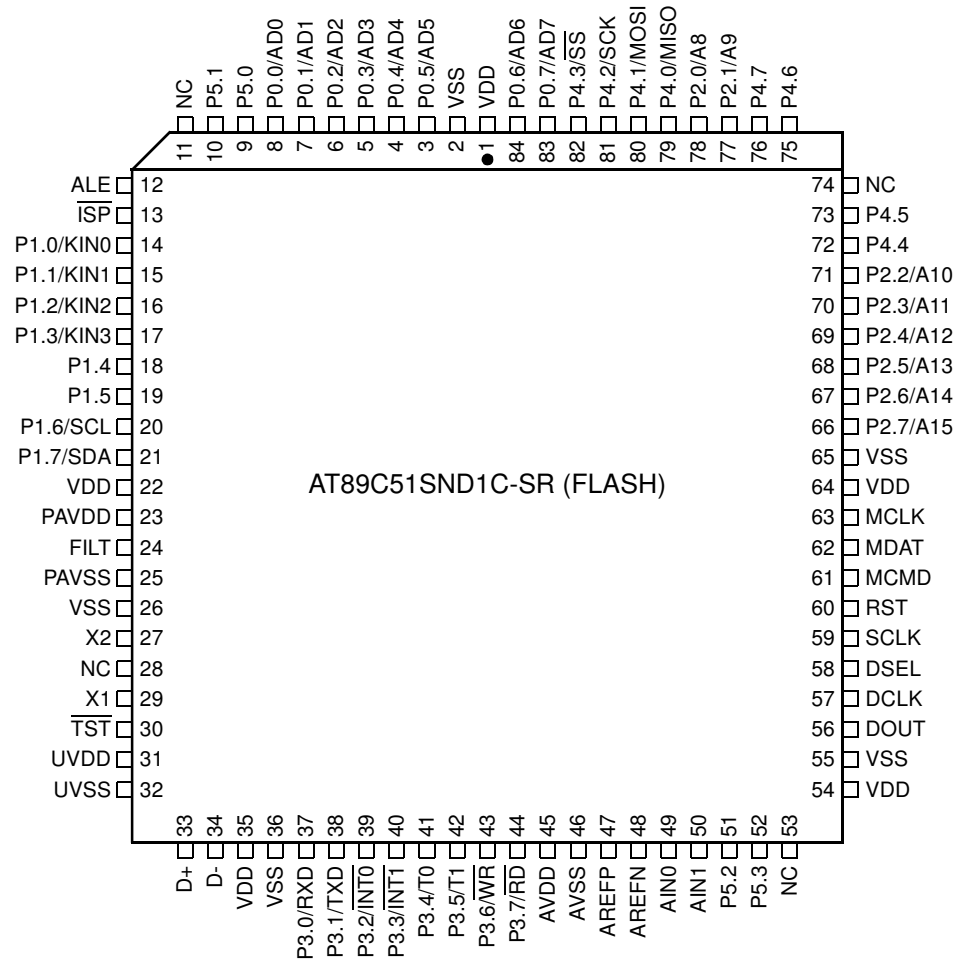 NC
P5.1
P5.0
P0.0/AD0
P0.1/AD1
P0.2/AD2
P0.3/AD3
P0.4/AD4
P0.5/AD5
VSS
VDD
P0.6/AD6
P0.7/AD7
P4.3/SS
P4.2/SCK
P4.1/MOSI
P4.0/MISO
P2.0/A8
P2.1/A9
P4.7
P4.6
11
10
9
8
7
6
5
4
3
2
1
84
83
82
81
80
79
78
77
76
75
ALE 12
ISP 13
P1.0/KIN0 14
P1.1/KIN1 15
P1.2/KIN2 16
P1.3/KIN3 17
P1.4 18
P1.5 19
P1.6/SCL 20
P1.7/SDA 21
VDD 22
PAVDD 23
FILT 24
PAVSS 25
VSS 26
X2 27
NC 28
X1 29
TST 30
UVDD 31
UVSS 32
AT89C51SND1C-SR (FLASH)
74 NC
73 P4.5
72 P4.4
71 P2.2/A10
70 P2.3/A11
69 P2.4/A12
68 P2.5/A13
67 P2.6/A14
66 P2.7/A15
65 VSS
64 VDD
63 MCLK
62 MDAT
61 MCMD
60 RST
59 SCLK
58 DSEL
57 DCLK
56 DOUT
55 VSS
54 VDD
33
34
35
36
37
38
39
40
41
42
43
44
45
46
47
48
49
50
51
52
53
D+
D-
VDD
VSS
P3.0/RXD
P3.1/TXD
P3.2/INT0
P3.3/INT1
P3.4/T0
P3.5/T1
P3.6/WR
P3.7/RD
AVDD
AVSS
AREFP
AREFN
AIN0
AIN1
P5.2
P5.3
NC